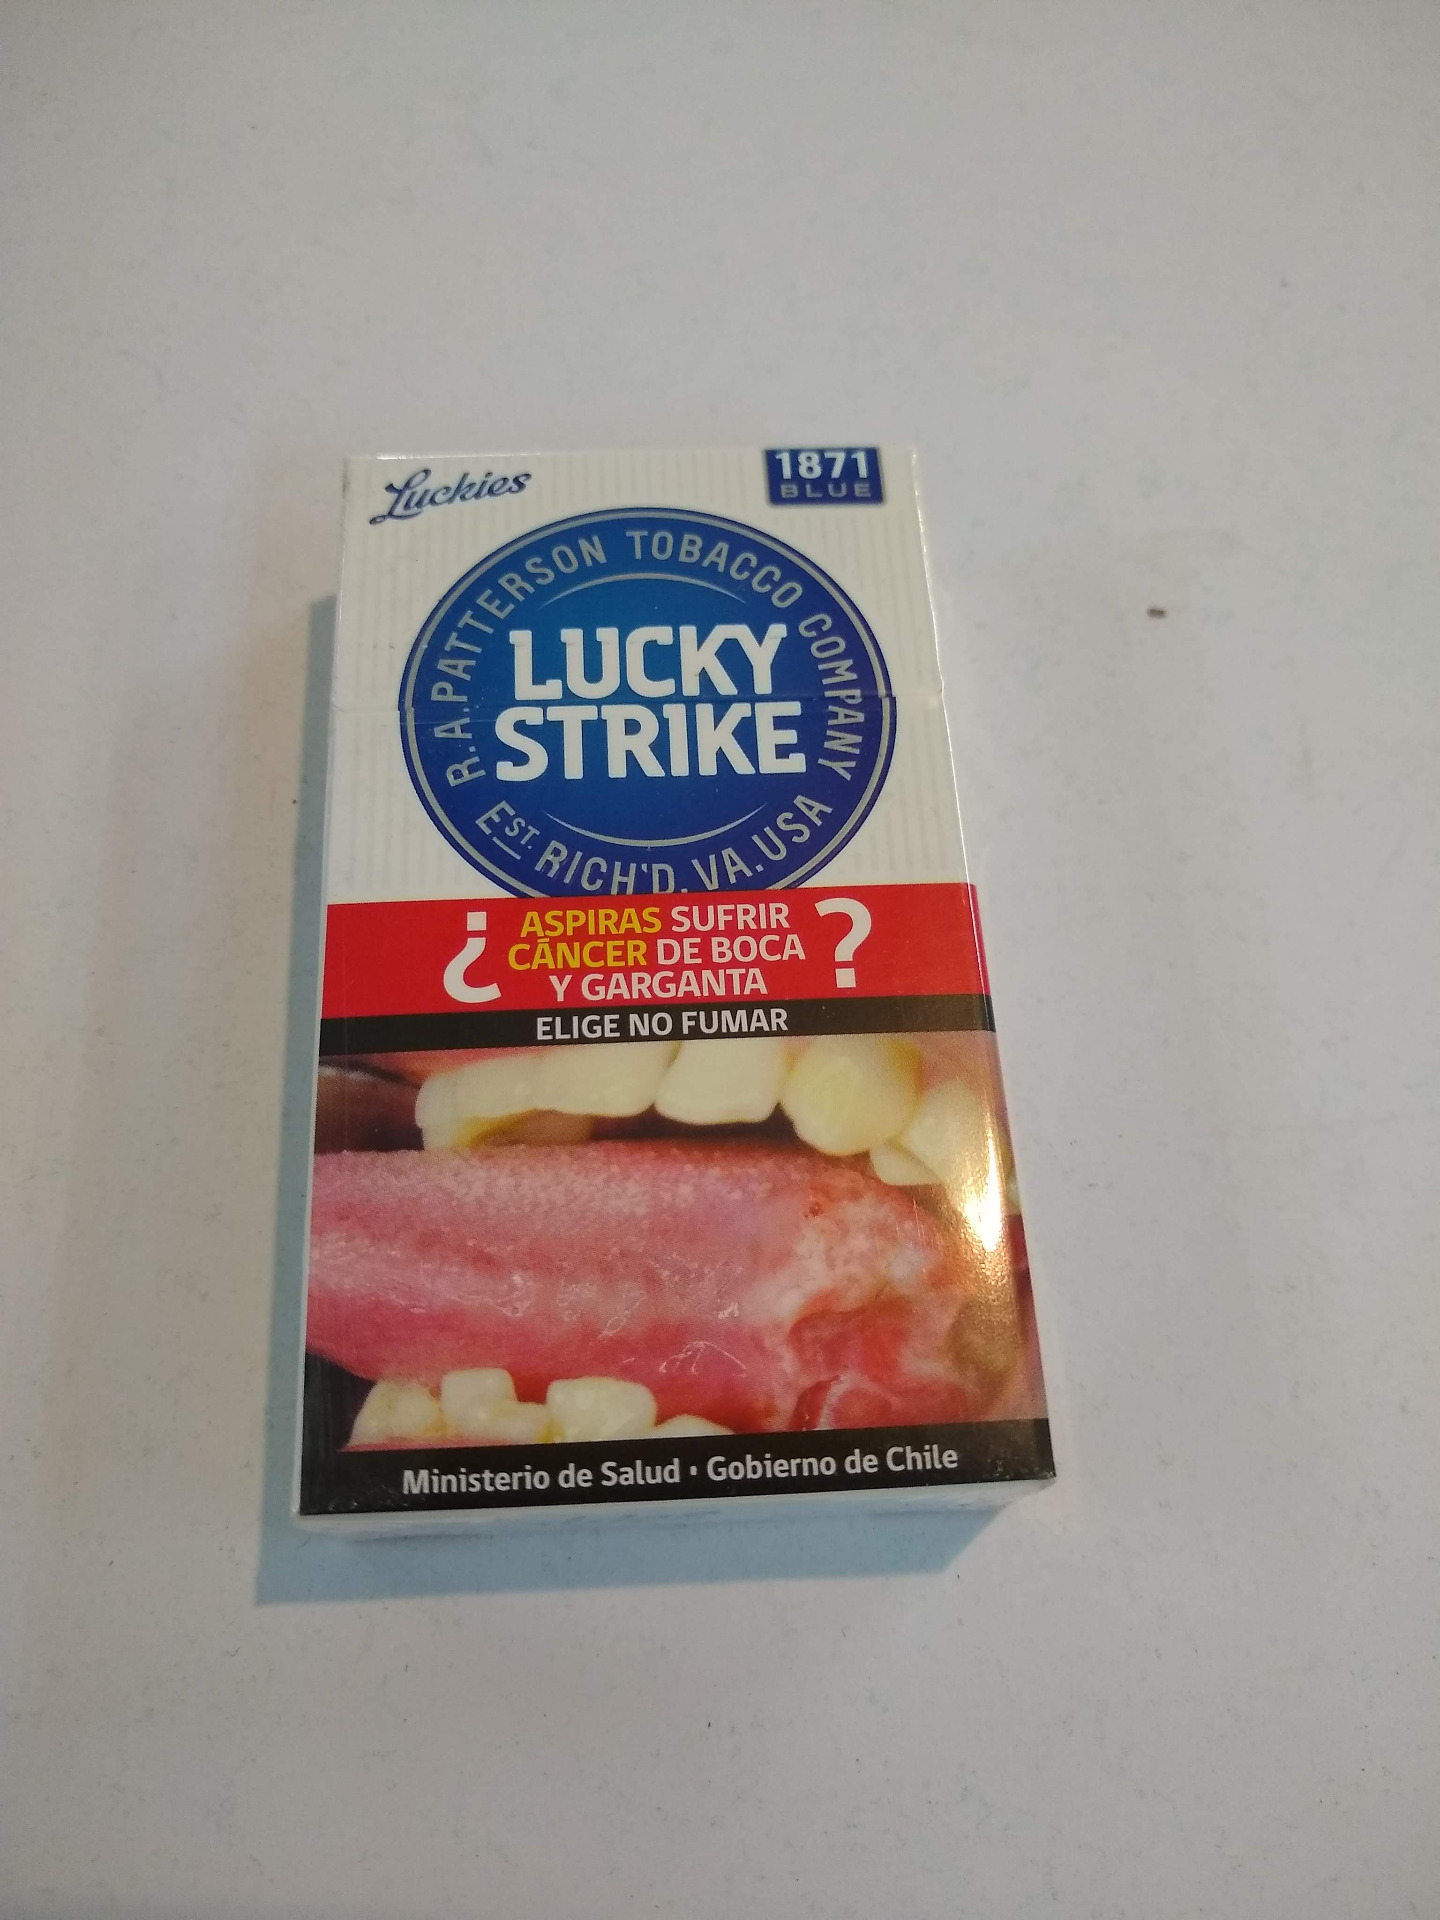 Luckies
1871
BLUE
R.A.PATTERSON TOBACCO COMPANY
LUCKY
STRIKE
EST. RICH'D. VA. USA
¿ASPIRAS SUFRIR
CÁNCER DE BOCA
Y GARGANTA?
ELIGE NO FUMAR
Ministerio de Salud · Gobierno de Chile